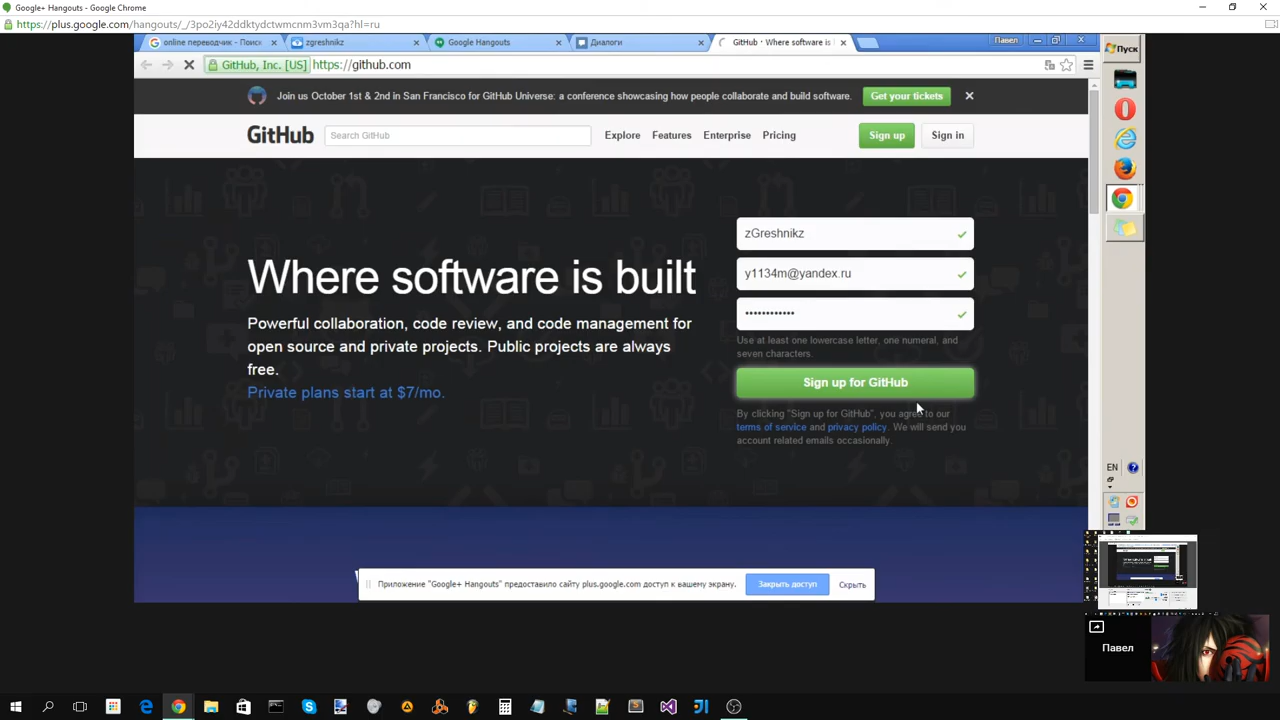 Google+ Hangouts - Google Chrome
https://plus.google.com/hangouts/_/3po2iy42ddktydctwmcnm3vm3qa?hl=ru
online переводчик - Поиск
zgreshnikz
Google Hangouts
Диалоги
GitHub · Where software is
Павел
Пуск
GitHub, Inc. [US] https://github.com
Join us October 1st & 2nd in San Francisco for GitHub Universe: a conference showcasing how people collaborate and build software.
Get your tickets
GitHub
Search GitHub
Explore
Features
Enterprise
Pricing
Sign up
Sign in
zGreshnikz
Where software is built
y1134m@yandex.ru
Powerful collaboration, code review, and code management for
open source and private projects. Public projects are always
free.
Private plans start at $7/mo.
••••••••••••
Use at least one lowercase letter, one numeral, and
seven characters.
Sign up for GitHub
By clicking "Sign up for GitHub", you agree to our
terms of service and privacy policy. We will send you
account related emails occasionally.
EN
Приложение "Google+ Hangouts" предоставило сайту plus.google.com доступ к вашему экрану.
Закрыть доступ
Скрыть
Павел